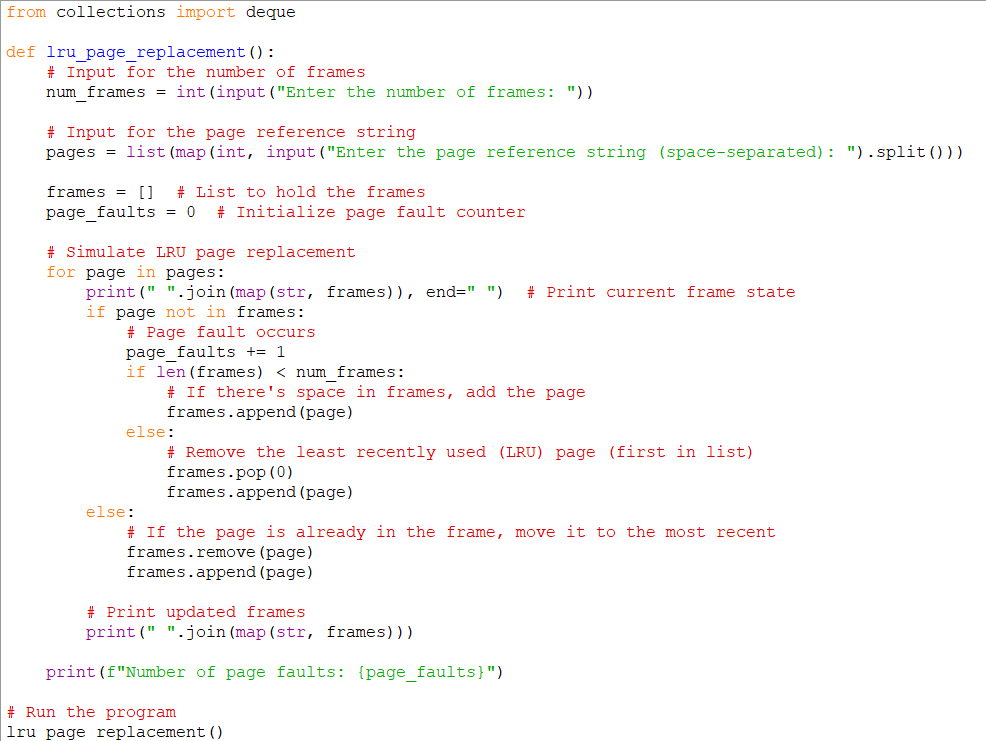 from collections import deque

def lru_page_replacement():
    # Input for the number of frames
    num_frames = int(input("Enter the number of frames: "))

    # Input for the page reference string
    pages = list(map(int, input("Enter the page reference string (space-separated): ").split()))

    frames = []  # List to hold the frames
    page_faults = 0  # Initialize page fault counter

    # Simulate LRU page replacement
    for page in pages:
        print(" ".join(map(str, frames)), end=" ")  # Print current frame state
        if page not in frames:
            # Page fault occurs
            page_faults += 1
            if len(frames) < num_frames:
                # If there's space in frames, add the page
                frames.append(page)
            else:
                # Remove the least recently used (LRU) page (first in list)
                frames.pop(0)
                frames.append(page)
        else:
            # If the page is already in the frame, move it to the most recent
            frames.remove(page)
            frames.append(page)

        # Print updated frames
        print(" ".join(map(str, frames)))

    print(f"Number of page faults: {page_faults}")

# Run the program
lru_page_replacement()